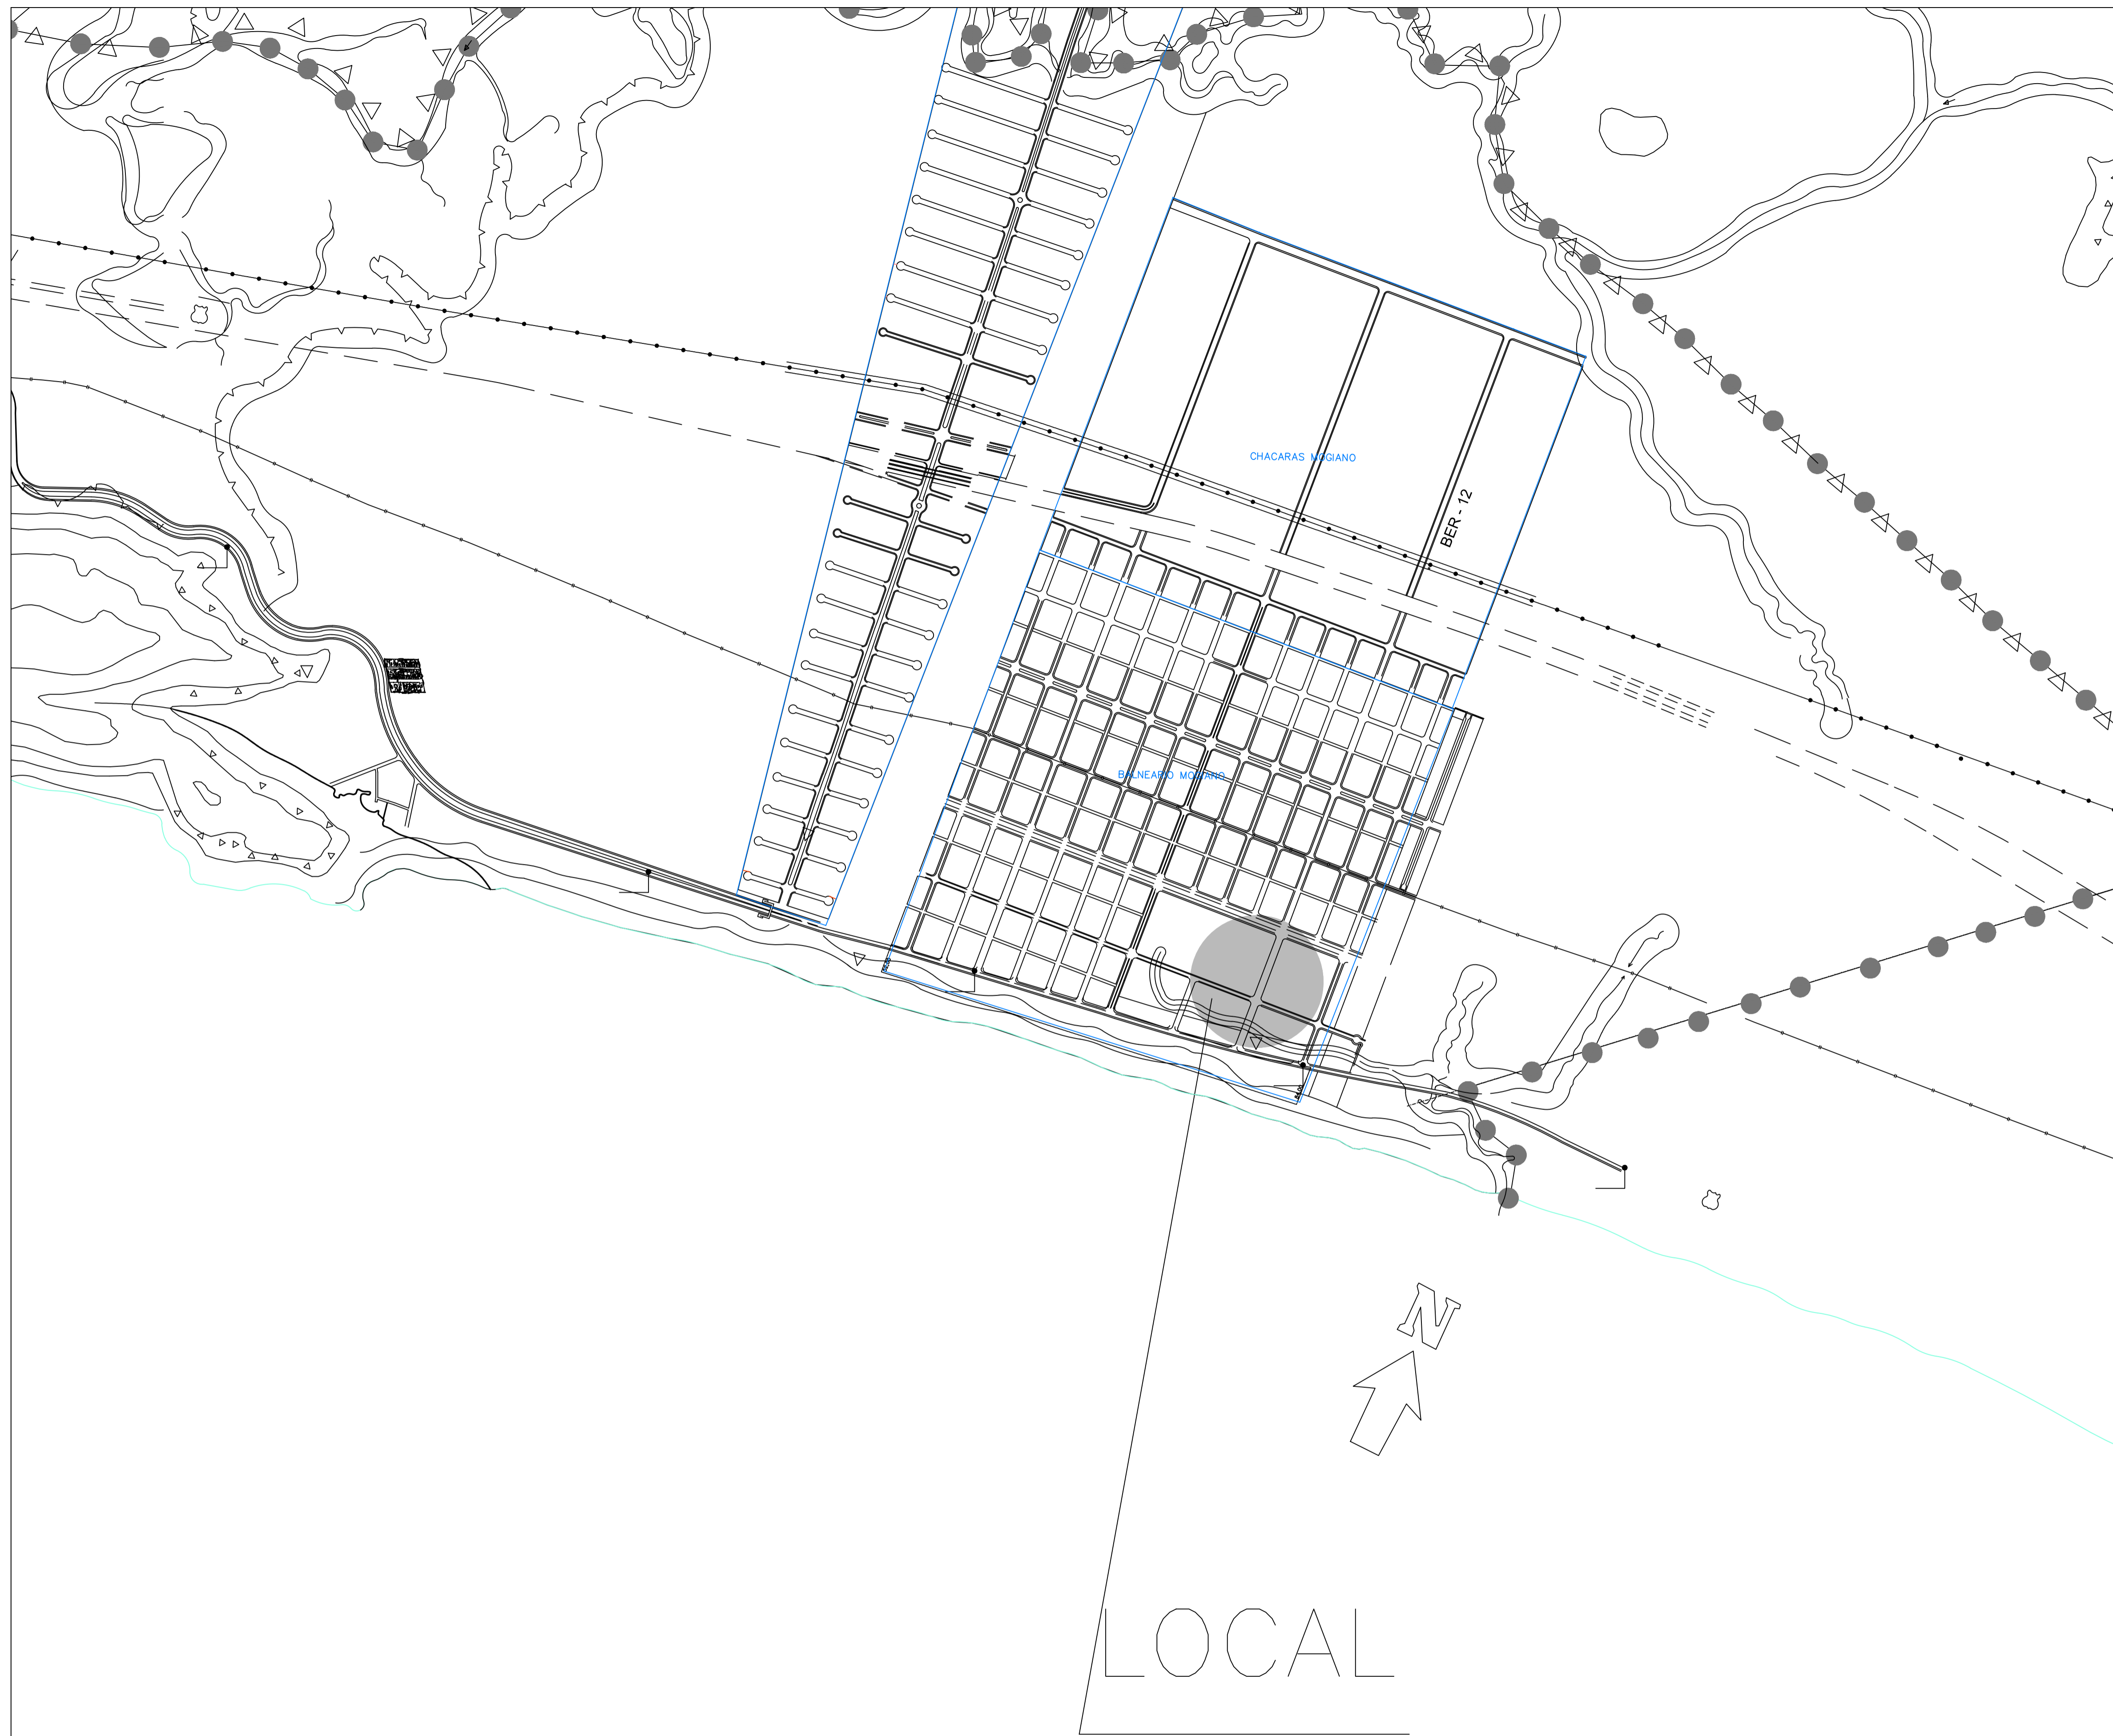 CHACARAS MOGIANO
BER - 12
BALNEARIO MOGIANO
N
LOCAL